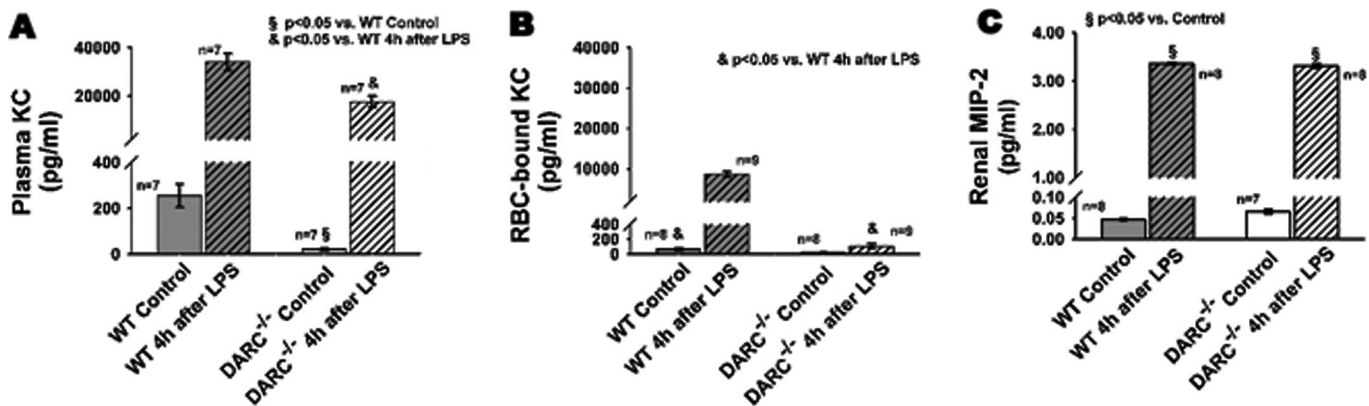 A
§ p<0.05 vs. WT Control
& p<0.05 vs. WT 4h after LPS
Plasma KC
(pg/ml)
40000
20000
400
200
0
n=7
n=7
n=7 §
n=7 &
WT Control
WT 4h after LPS
DARC-/- Control
DARC-/- 4h after LPS
B
& p<0.05 vs. WT 4h after LPS
RBC-bound KC
(pg/ml)
40000
30000
20000
10000
400
200
0
n=8 &
n=9
n=8
&
n=9
WT Control
WT 4h after LPS
DARC-/- Control
DARC-/- 4h after LPS
C
§ p<0.05 vs. Control
Renal MIP-2
(pg/ml)
4.00
3.00
2.00
1.00
0.10
0.05
0.00
n=8
§
n=8
n=7
§
n=8
WT Control
WT 4h after LPS
DARC-/- Control
DARC-/- 4h after LPS